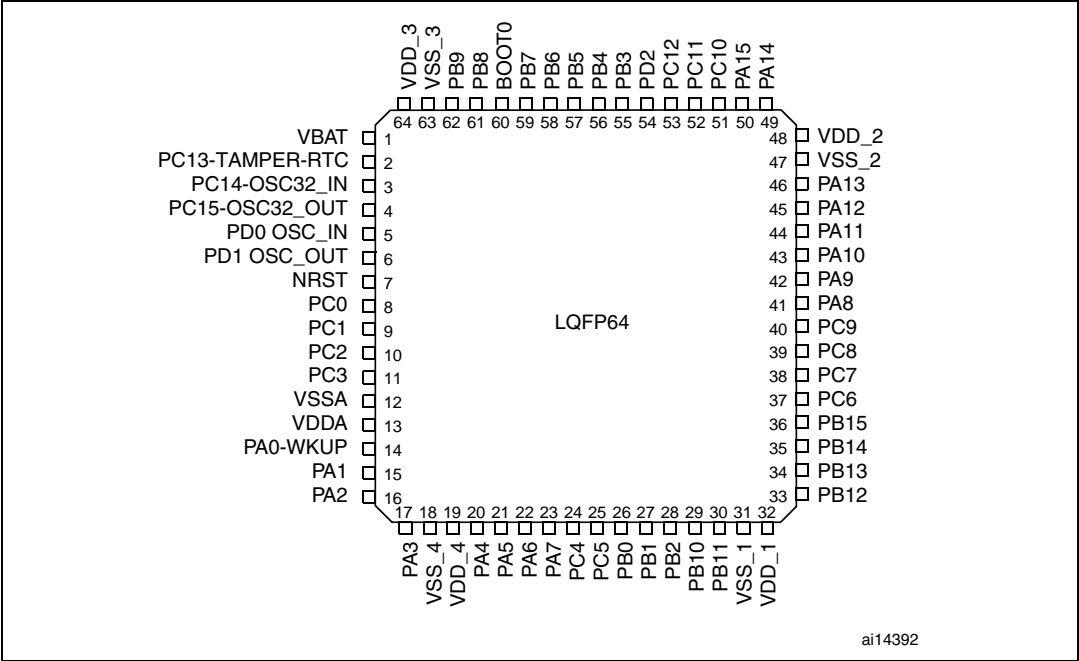 VDD_3
VSS_3
PB9
PB8
BOOT0
PB7
PB6
PB5
PB4
PB3
PD2
PC12
PC11
PC10
PA15
PA14
64 63 62 61 60 59 58 57 56 55 54 53 52 51 50 49
VBAT 1
PC13-TAMPER-RTC 2
PC14-OSC32_IN 3
PC15-OSC32_OUT 4
PD0 OSC_IN 5
PD1 OSC_OUT 6
NRST 7
PC0 8
PC1 9
PC2 10
PC3 11
VSSA 12
VDDA 13
PA0-WKUP 14
PA1 15
PA2 16
LQFP64
48 VDD_2
47 VSS_2
46 PA13
45 PA12
44 PA11
43 PA10
42 PA9
41 PA8
40 PC9
39 PC8
38 PC7
37 PC6
36 PB15
35 PB14
34 PB13
33 PB12
17 18 19 20 21 22 23 24 25 26 27 28 29 30 31 32
PA3
VSS_4
VDD_4
PA4
PA5
PA6
PA7
PC4
PC5
PB0
PB1
PB2
PB10
PB11
VSS_1
VDD_1
ai14392